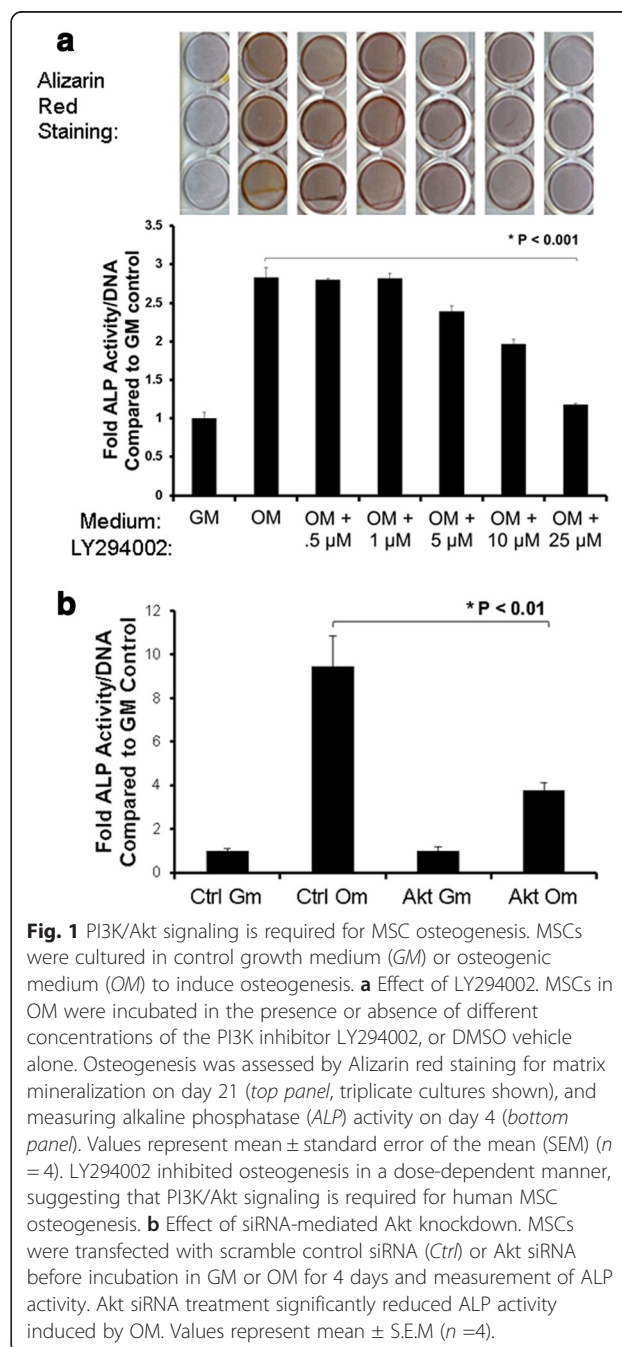 a
Alizarin
Red
Staining:
3.5
3
2.5
2
1.5
1
0.5
0
Fold ALP Activity/DNA
Compared to GM control
* P < 0.001
GM
OM
OM +
.5 µM
OM +
1 µM
OM +
5 µM
OM +
10 µM
OM +
25 µM
Medium:
LY294002:
b
12
10
8
6
4
2
0
Fold ALP Activity/DNA
Compared to GM Control
* P < 0.01
Ctrl Gm
Ctrl Om
Akt Gm
Akt Om
Fig. 1 PI3K/Akt signaling is required for MSC osteogenesis. MSCs
were cultured in control growth medium (GM) or osteogenic
medium (OM) to induce osteogenesis. a Effect of LY294002. MSCs in
OM were incubated in the presence or absence of different
concentrations of the PI3K inhibitor LY294002, or DMSO vehicle
alone. Osteogenesis was assessed by Alizarin red staining for matrix
mineralization on day 21 (top panel, triplicate cultures shown), and
measuring alkaline phosphatase (ALP) activity on day 4 (bottom
panel). Values represent mean ± standard error of the mean (SEM) (n
= 4). LY294002 inhibited osteogenesis in a dose-dependent manner,
suggesting that PI3K/Akt signaling is required for human MSC
osteogenesis. b Effect of siRNA-mediated Akt knockdown. MSCs
were transfected with scramble control siRNA (Ctrl) or Akt siRNA
before incubation in GM or OM for 4 days and measurement of ALP
activity. Akt siRNA treatment significantly reduced ALP activity
induced by OM. Values represent mean ± S.E.M (n =4).